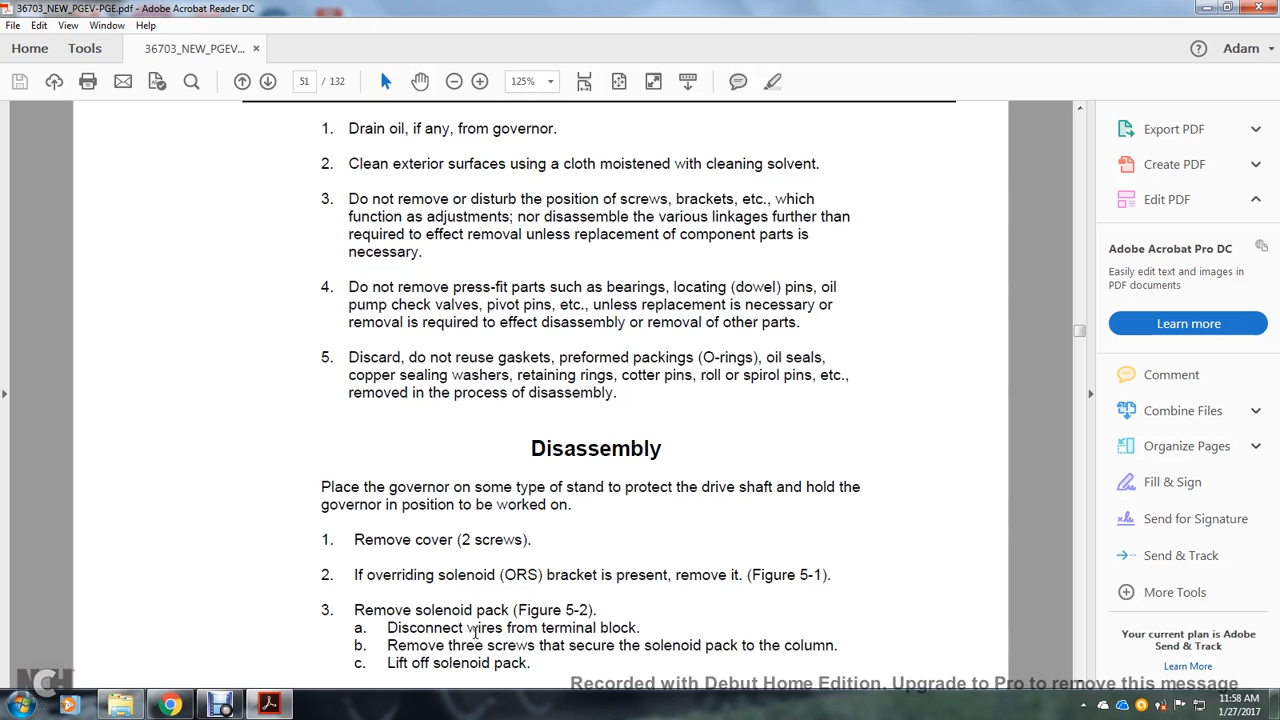 36703_NEW_PGEV-PGE.pdf - Adobe Acrobat Reader DC
File Edit View Window Help
Home Tools 36703_NEW_PGEV... × Adam
51 / 132 125%
1. Drain oil, if any, from governor.
2. Clean exterior surfaces using a cloth moistened with cleaning solvent.
3. Do not remove or disturb the position of screws, brackets, etc., which
function as adjustments; nor disassemble the various linkages further than
required to effect removal unless replacement of component parts is
necessary.
4. Do not remove press-fit parts such as bearings, locating (dowel) pins, oil
pump check valves, pivot pins, etc., unless replacement is necessary or
removal is required to effect disassembly or removal of other parts.
5. Discard, do not reuse gaskets, preformed packings (O-rings), oil seals,
copper sealing washers, retaining rings, cotter pins, roll or spirol pins, etc.,
removed in the process of disassembly.
Disassembly
Place the governor on some type of stand to protect the drive shaft and hold the
governor in position to be worked on.
1. Remove cover (2 screws).
2. If overriding solenoid (ORS) bracket is present, remove it. (Figure 5-1).
3. Remove solenoid pack (Figure 5-2).
a. Disconnect wires from terminal block.
b. Remove three screws that secure the solenoid pack to the column.
c. Lift off solenoid pack.
Export PDF
Create PDF
Edit PDF
Adobe Acrobat Pro DC
Easily edit text and images in
PDF documents
Learn more
Comment
Combine Files
Organize Pages
Fill & Sign
Send for Signature
Send & Track
More Tools
Your current plan is Adobe
Send & Track
Learn More
NCH
Recorded with Debut Home Edition. Upgrade to Pro to remove this message
11:58 AM
1/27/2017